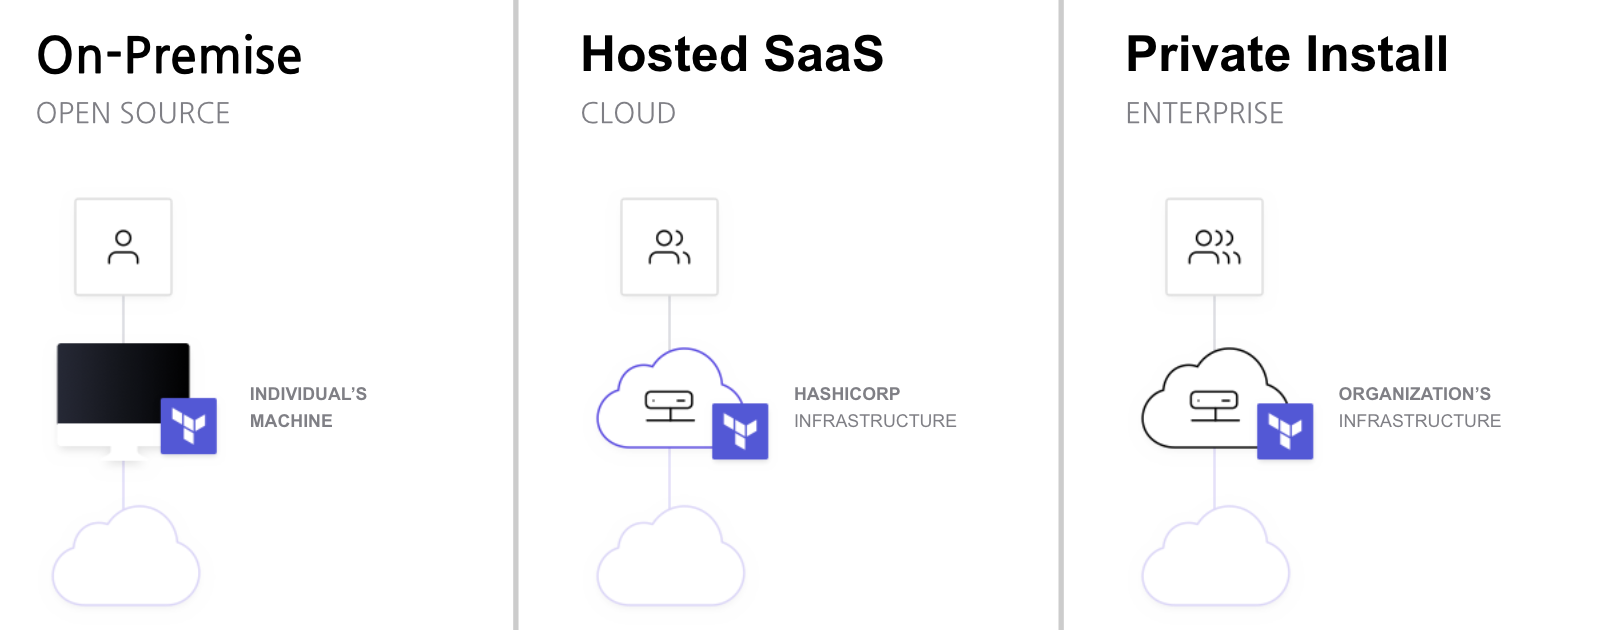 On-Premise
OPEN SOURCE
INDIVIDUAL’S
MACHINE
Hosted SaaS
CLOUD
HASHICORP
INFRASTRUCTURE
Private Install
ENTERPRISE
ORGANIZATION’S
INFRASTRUCTURE